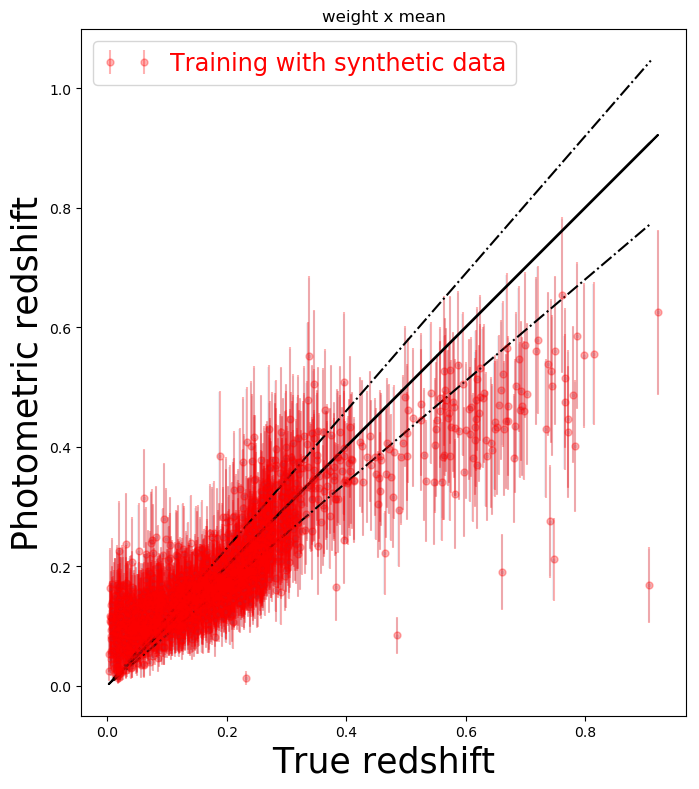 weight x mean
Training with synthetic data
Photometric redshift
1.0
0.8
0.6
0.4
0.2
0.0
0.0 0.2 0.4 0.6 0.8
True redshift